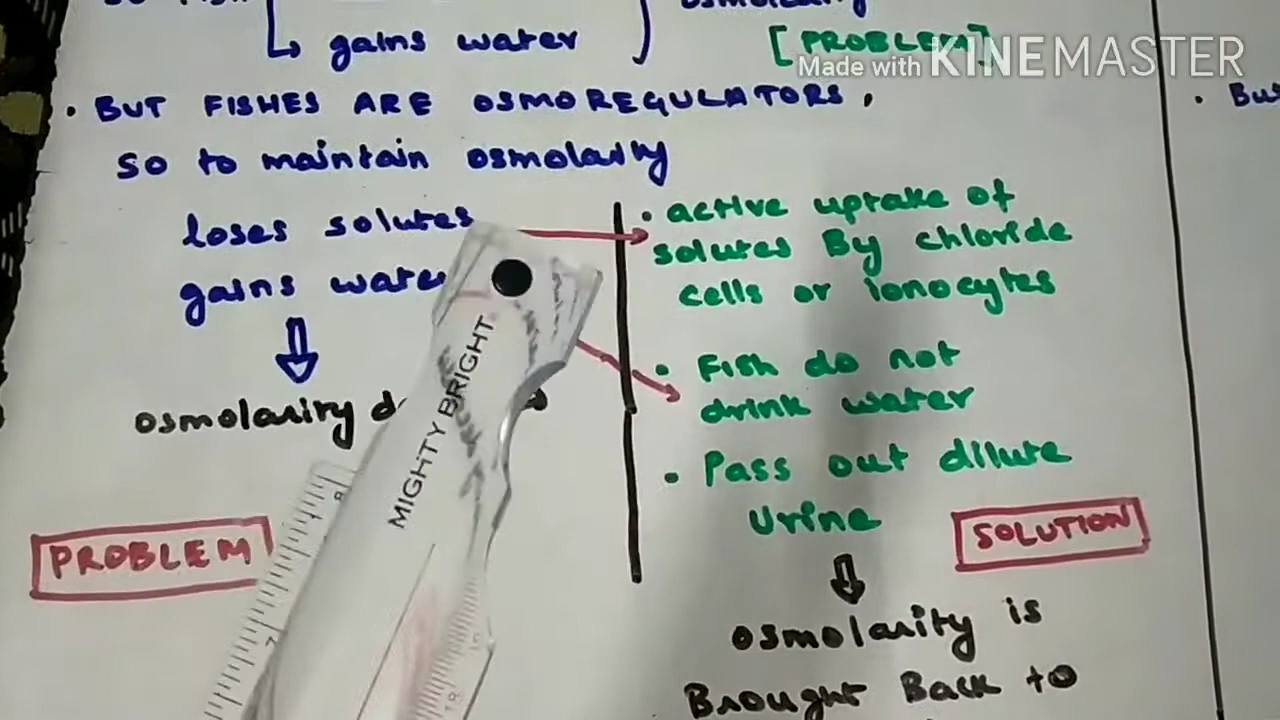 gains water
[PROBLEM]
Made with KINEMASTER
• BUT FISHES ARE OSMOREGULATORS.
so to maintain osmolarity
loses solutes
gains water
osmolarity
PROBLEM
• active uptake of
solutes By chloride
cells or ionocytes
• Fish do not
drink water
• Pass out dilute
Urine
SOLUTION
osmolarity is
Brought Back to
MIGHTY BRIGHT